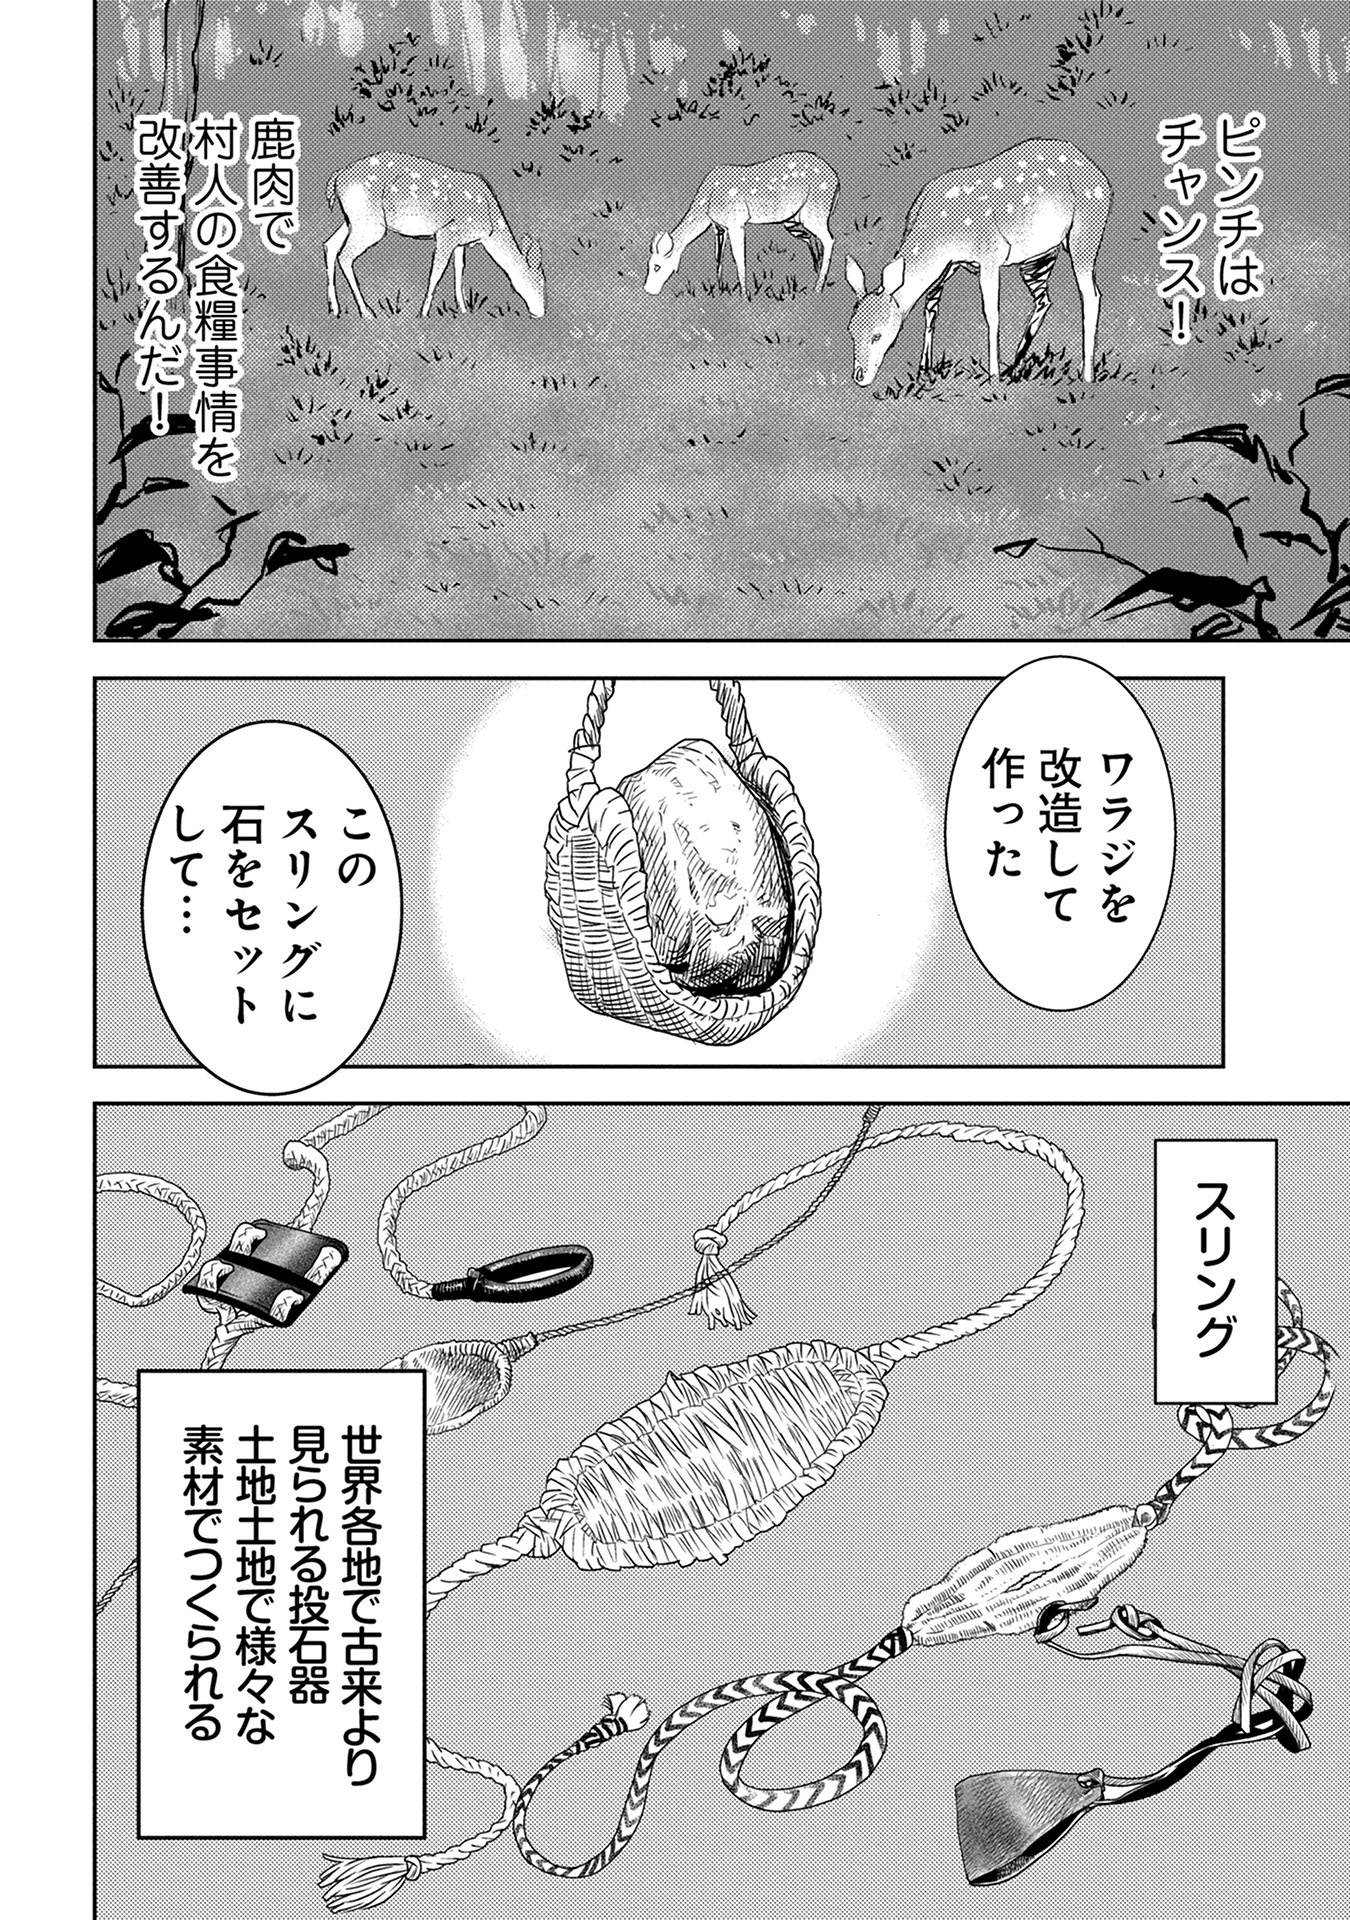 ピンチは
チャンス！
鹿肉で
村人の食糧事情を
改善するんだ！
ワラジを
改造して
作った
この
スリングに
石をセット
して…
スリング
世界各地で古来より
見られる投石器
土地土地で様々な
素材でつくられる